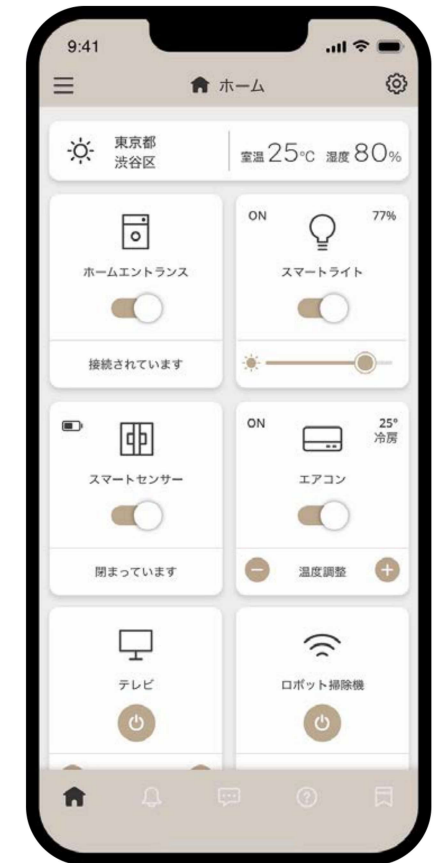 9:41
ホーム
東京都
渋谷区
室温 25℃ 湿度 80%
ホームエントランス
接続されています
ON 77%
スマートライト
スマートセンサー
閉まっています
ON 25°
冷房
エアコン
温度調整
テレビ
ロボット掃除機